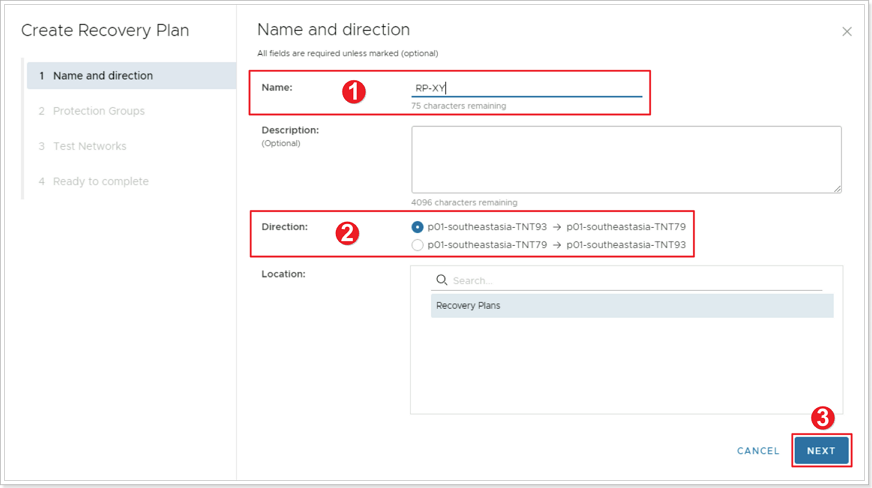 Create Recovery Plan
1 Name and direction
2 Protection Groups
3 Test Networks
4 Ready to complete
Name and direction
All fields are required unless marked (optional)
Name:
1
RP-XY
75 characters remaining
Description:
(Optional)
4096 characters remaining
Direction:
2
p01-southeastasia-TNT93 → p01-southeastasia-TNT79
p01-southeastasia-TNT79 → p01-southeastasia-TNT93
Location:
Search...
Recovery Plans
3
CANCEL NEXT